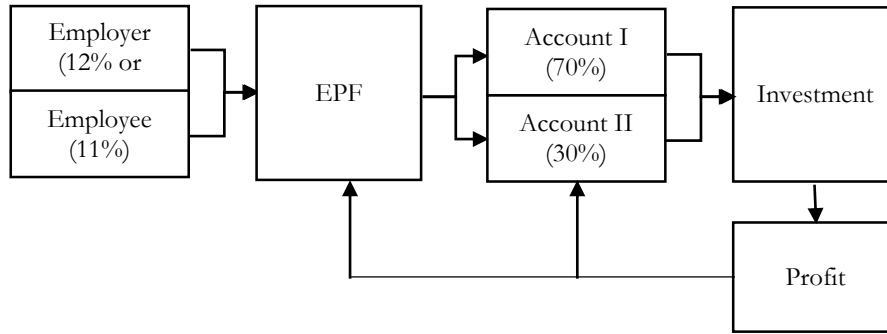 Employer
(12% or
Employee
(11%)
EPF
Account I
(70%)
Account II
(30%)
Investment
Profit